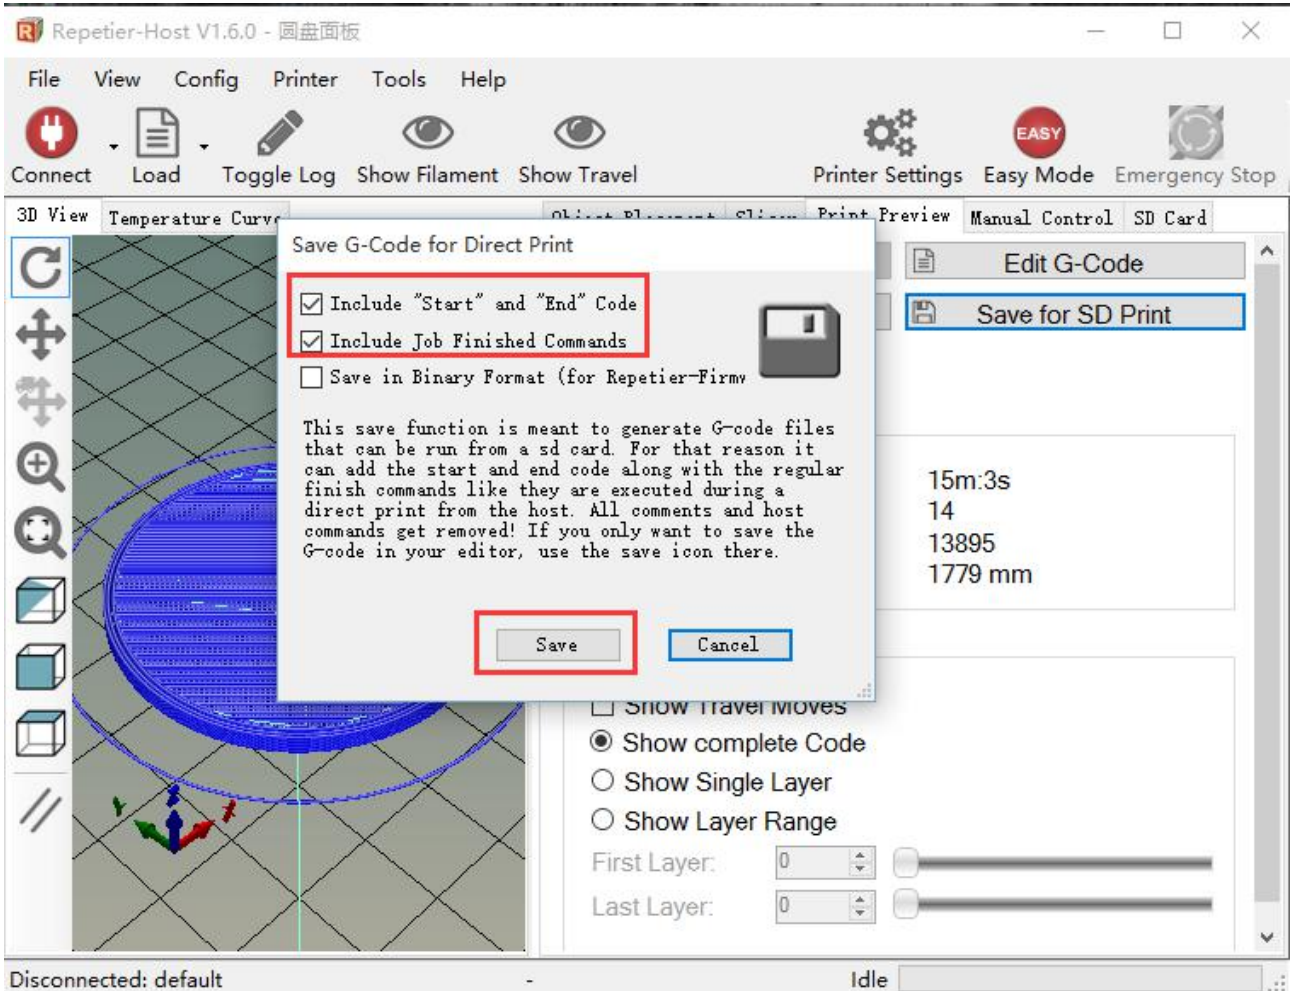 Repetier-Host V1.6.0 - 圆盘面板
File View Config Printer Tools Help
Connect Load Toggle Log Show Filament Show Travel Printer Settings Easy Mode Emergency Stop
EASY
3D View Temperature Curve Object Placement Slicer Print Preview Manual Control SD Card
Save G-Code for Direct Print
Edit G-Code
Include "Start" and "End" Code
Save for SD Print
Include Job Finished Commands
Save in Binary Format (for Repetier-Firmw
This save function is meant to generate G-code files
that can be run from a sd card. For that reason it
can add the start and end code along with the regular
finish commands like they are executed during a
direct print from the host. All comments and host
commands get removed! If you only want to save the
G-code in your editor, use the save icon there.
15m:3s
14
13895
1779 mm
Save Cancel
Show Travel Moves
Show complete Code
Show Single Layer
Show Layer Range
First Layer: 0
Last Layer: 0
Disconnected: default - Idle